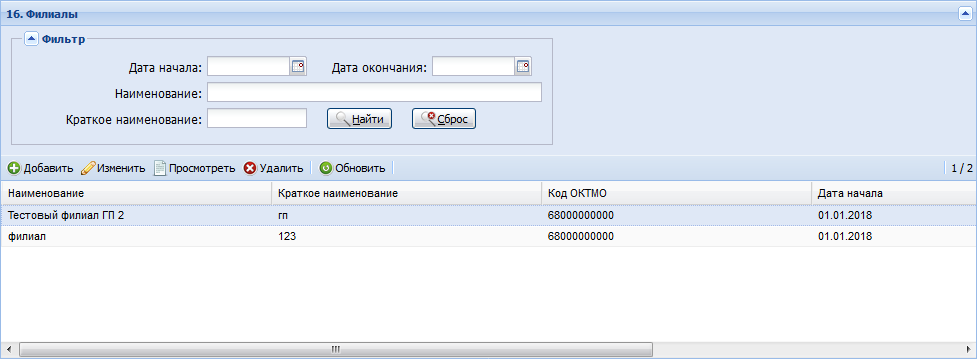 16. Филиалы
Фильтр
Дата начала: Дата окончания:
Наименование:
Краткое наименование: Найти Сброс
Добавить Изменить Просмотреть Удалить Обновить 1 / 2
Наименование Краткое наименование Код ОКТМО Дата начала
Тестовый филиал ГП 2 гп 68000000000 01.01.2018
филиал 123 68000000000 01.01.2018